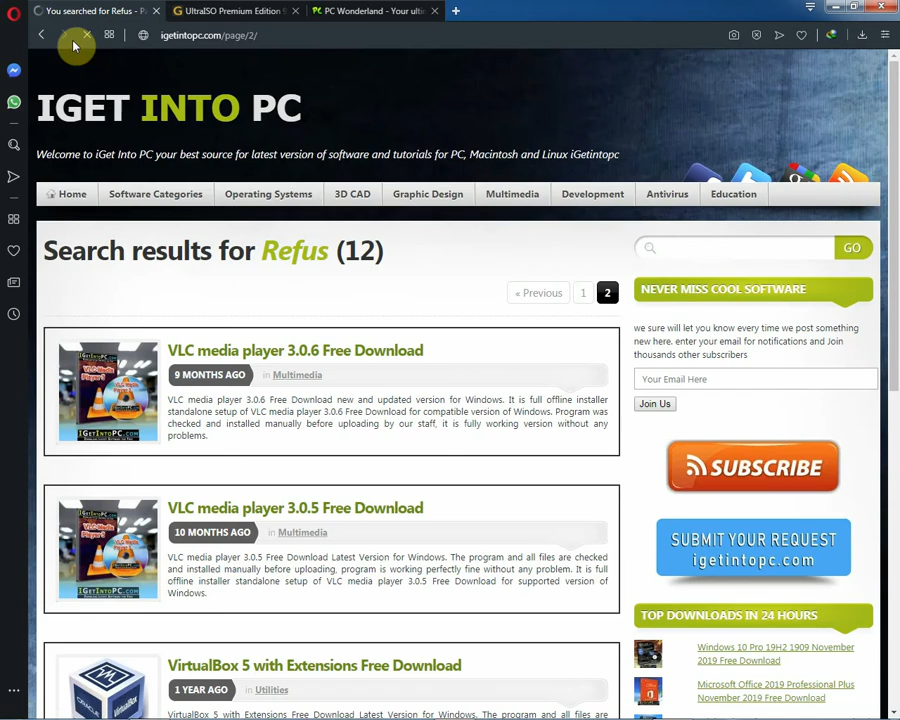 You searched for Refus - P
UltraISO Premium Edition 9
PC Wonderland - Your ulti
igetintopc.com/page/2/
IGET INTO PC
Welcome to iGet Into PC your best source for latest version of software and tutorials for PC, Macintosh and Linux iGetintopc
Home
Software Categories
Operating Systems
3D CAD
Graphic Design
Multimedia
Development
Antivirus
Education
Search results for Refus (12)
GO
« Previous
1
2
NEVER MISS COOL SOFTWARE
we sure will let you know every time we post something
new here. enter your email for notifications and Join
thousands other subscribers
Your Email Here
Join Us
VLC media player 3.0.6 Free Download
9 MONTHS AGO
in Multimedia
VLC media player 3.0.6 Free Download new and updated version for Windows. It is full offline installer
standalone setup of VLC media player 3.0.6 Free Download for compatible version of Windows. Program was
checked and installed manually before uploading by our staff, it is fully working version without any
problems.
IGETINTOPC.COM
SUBSCRIBE
VLC media player 3.0.5 Free Download
10 MONTHS AGO
in Multimedia
VLC media player 3.0.5 Free Download Latest Version for Windows. The program and all files are checked
and installed manually before uploading, program is working perfectly fine without any problem. It is full
offline installer standalone setup of VLC media player 3.0.5 Free Download for supported version of
Windows.
IGETINTOPC.COM
SUBMIT YOUR REQUEST
igetintopc.com
TOP DOWNLOADS IN 24 HOURS
Windows 10 Pro 19H2 1909 November
2019 Free Download
Microsoft Office 2019 Professional Plus
November 2019 Free Download
VirtualBox 5 with Extensions Free Download
1 YEAR AGO
in Utilities
VirtualBox 5 with Extensions Free Download Latest Version for Windows. The program and all files are